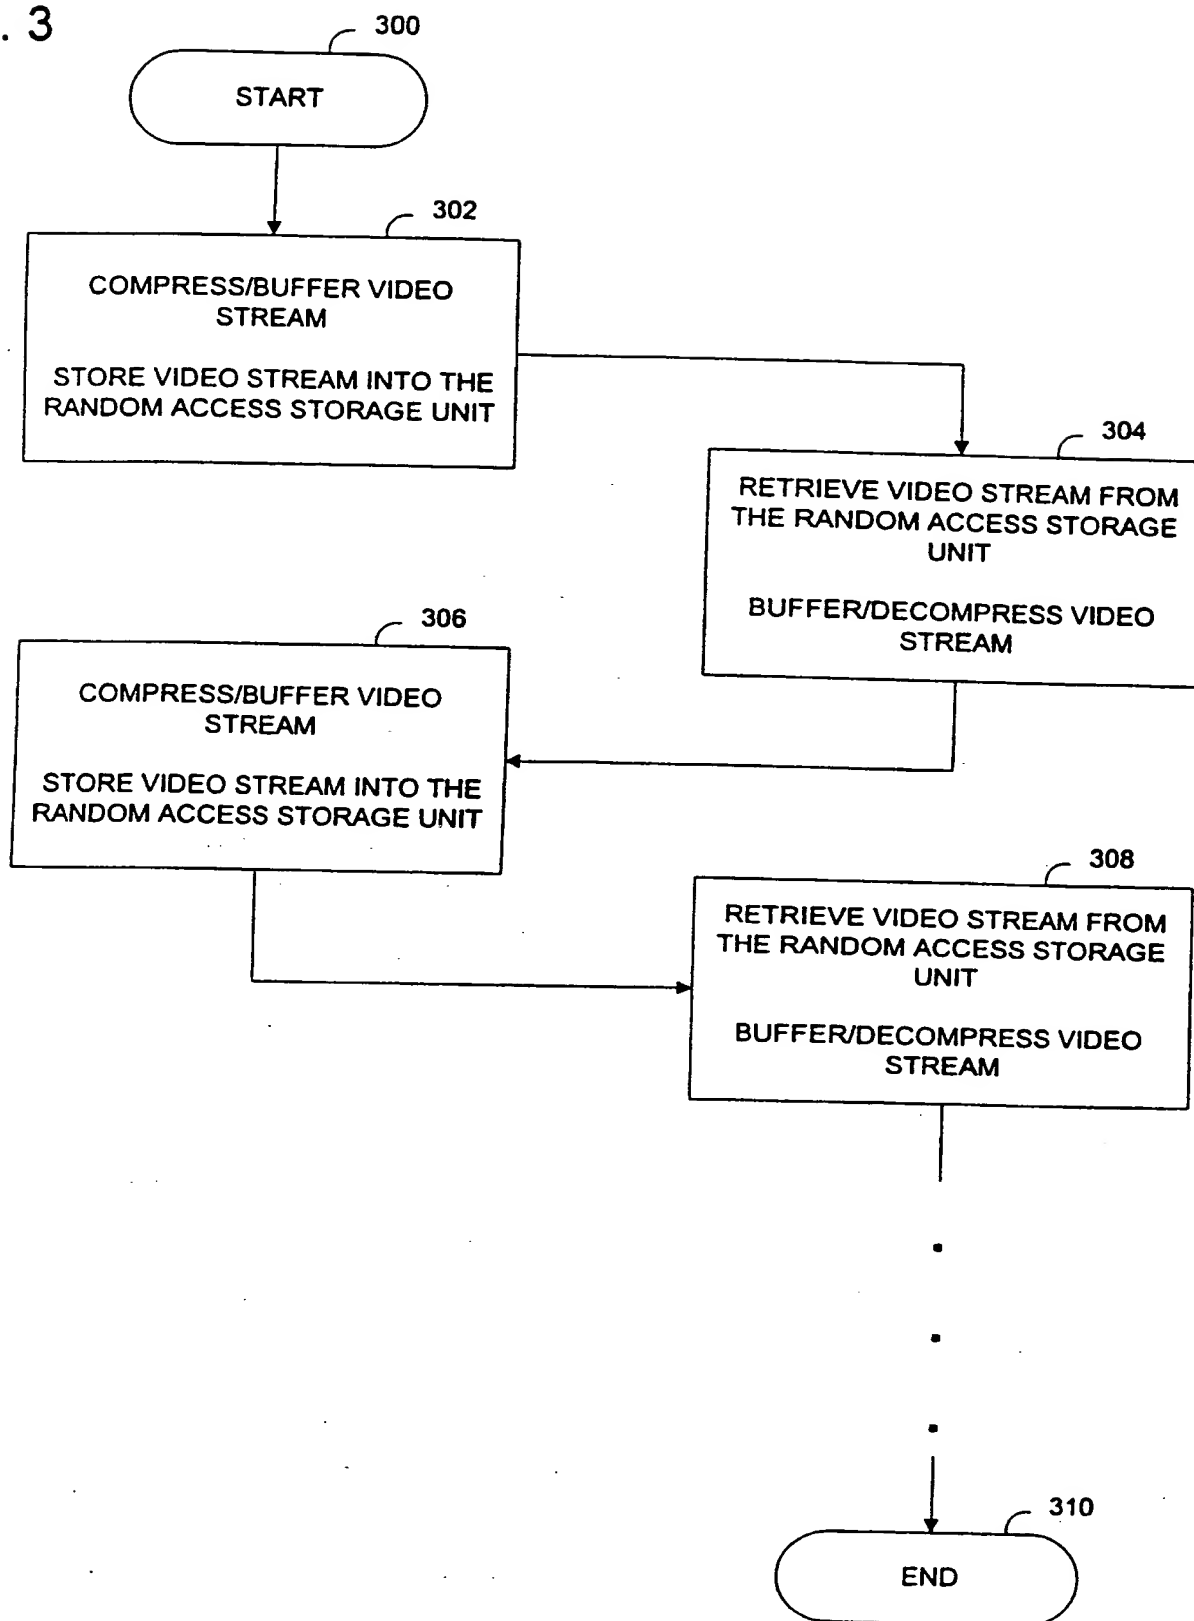 . 3
300
START
302
COMPRESS/BUFFER VIDEO
STREAM
STORE VIDEO STREAM INTO THE
RANDOM ACCESS STORAGE UNIT
304
RETRIEVE VIDEO STREAM FROM
THE RANDOM ACCESS STORAGE
UNIT
BUFFER/DECOMPRESS VIDEO
STREAM
306
COMPRESS/BUFFER VIDEO
STREAM
STORE VIDEO STREAM INTO THE
RANDOM ACCESS STORAGE UNIT
308
RETRIEVE VIDEO STREAM FROM
THE RANDOM ACCESS STORAGE
UNIT
BUFFER/DECOMPRESS VIDEO
STREAM
310
END